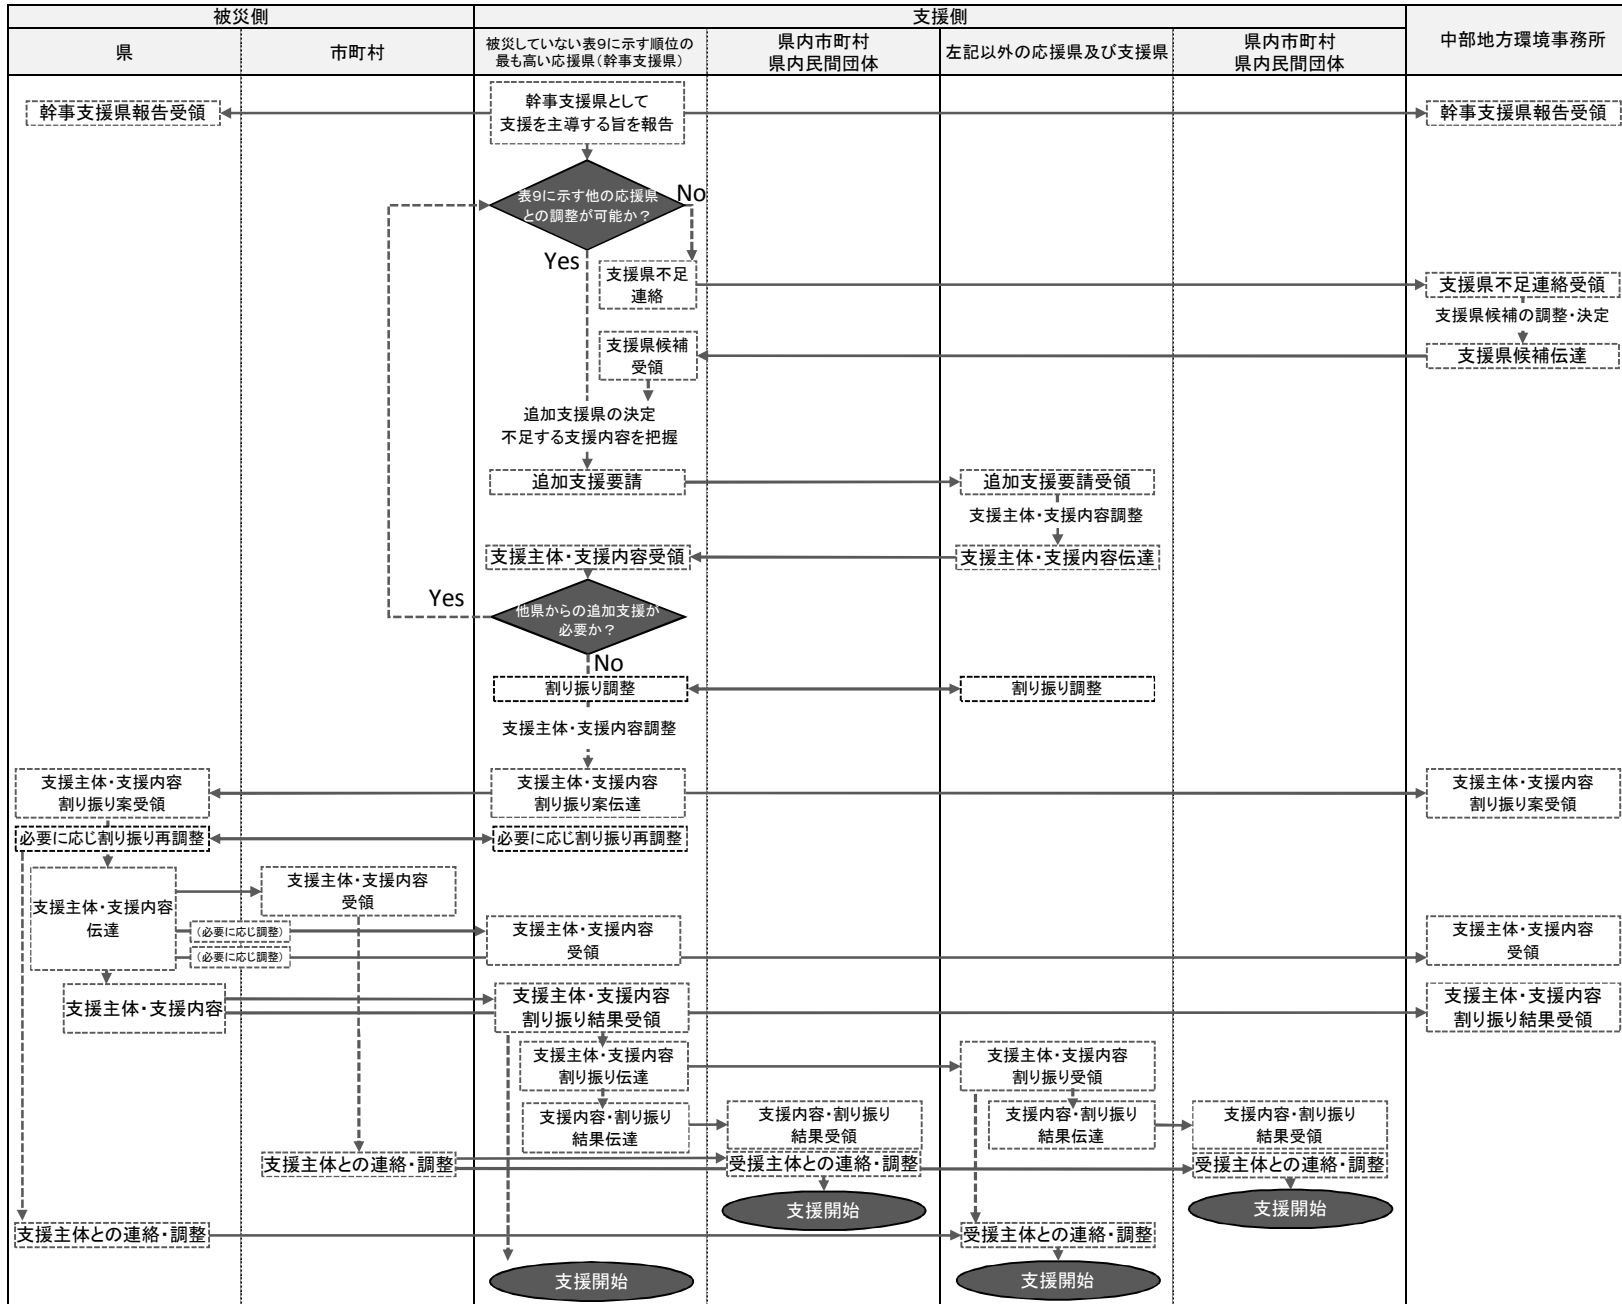 被災側
支援側
中部地方環境事務所
県
市町村
被災していない表9に示す順位の
最も高い応援県(幹事支援県)
県内市町村
県内民間団体
左記以外の応援県及び支援県
県内市町村
県内民間団体
幹事支援県報告受領
幹事支援県として
支援を主導する旨を報告
幹事支援県報告受領
表9に示す他の応援県
との調整が可能か?
No
Yes
支援県不足
連絡
支援県不足連絡受領
支援県候補の調整・決定
支援県候補
受領
支援県候補伝達
追加支援県の決定
不足する支援内容を把握
追加支援要請
追加支援要請受領
支援主体・支援内容調整
支援主体・支援内容受領
支援主体・支援内容伝達
Yes
他県からの追加支援が
必要か?
No
割り振り調整
割り振り調整
支援主体・支援内容調整
支援主体・支援内容
割り振り案受領
支援主体・支援内容
割り振り案伝達
支援主体・支援内容
割り振り案受領
必要に応じ割り振り再調整
必要に応じ割り振り再調整
支援主体・支援内容
伝達
支援主体・支援内容
受領
(必要に応じ調整)
(必要に応じ調整)
支援主体・支援内容
受領
支援主体・支援内容
受領
支援主体・支援内容
支援主体・支援内容
割り振り結果受領
支援主体・支援内容
割り振り結果受領
支援主体・支援内容
割り振り伝達
支援主体・支援内容
割り振り受領
支援内容・割り振り
結果伝達
支援内容・割り振り
結果受領
支援内容・割り振り
結果伝達
支援内容・割り振り
結果受領
支援主体との連絡・調整
受援主体との連絡・調整
受援主体との連絡・調整
支援開始
支援開始
支援主体との連絡・調整
受援主体との連絡・調整
支援開始
支援開始